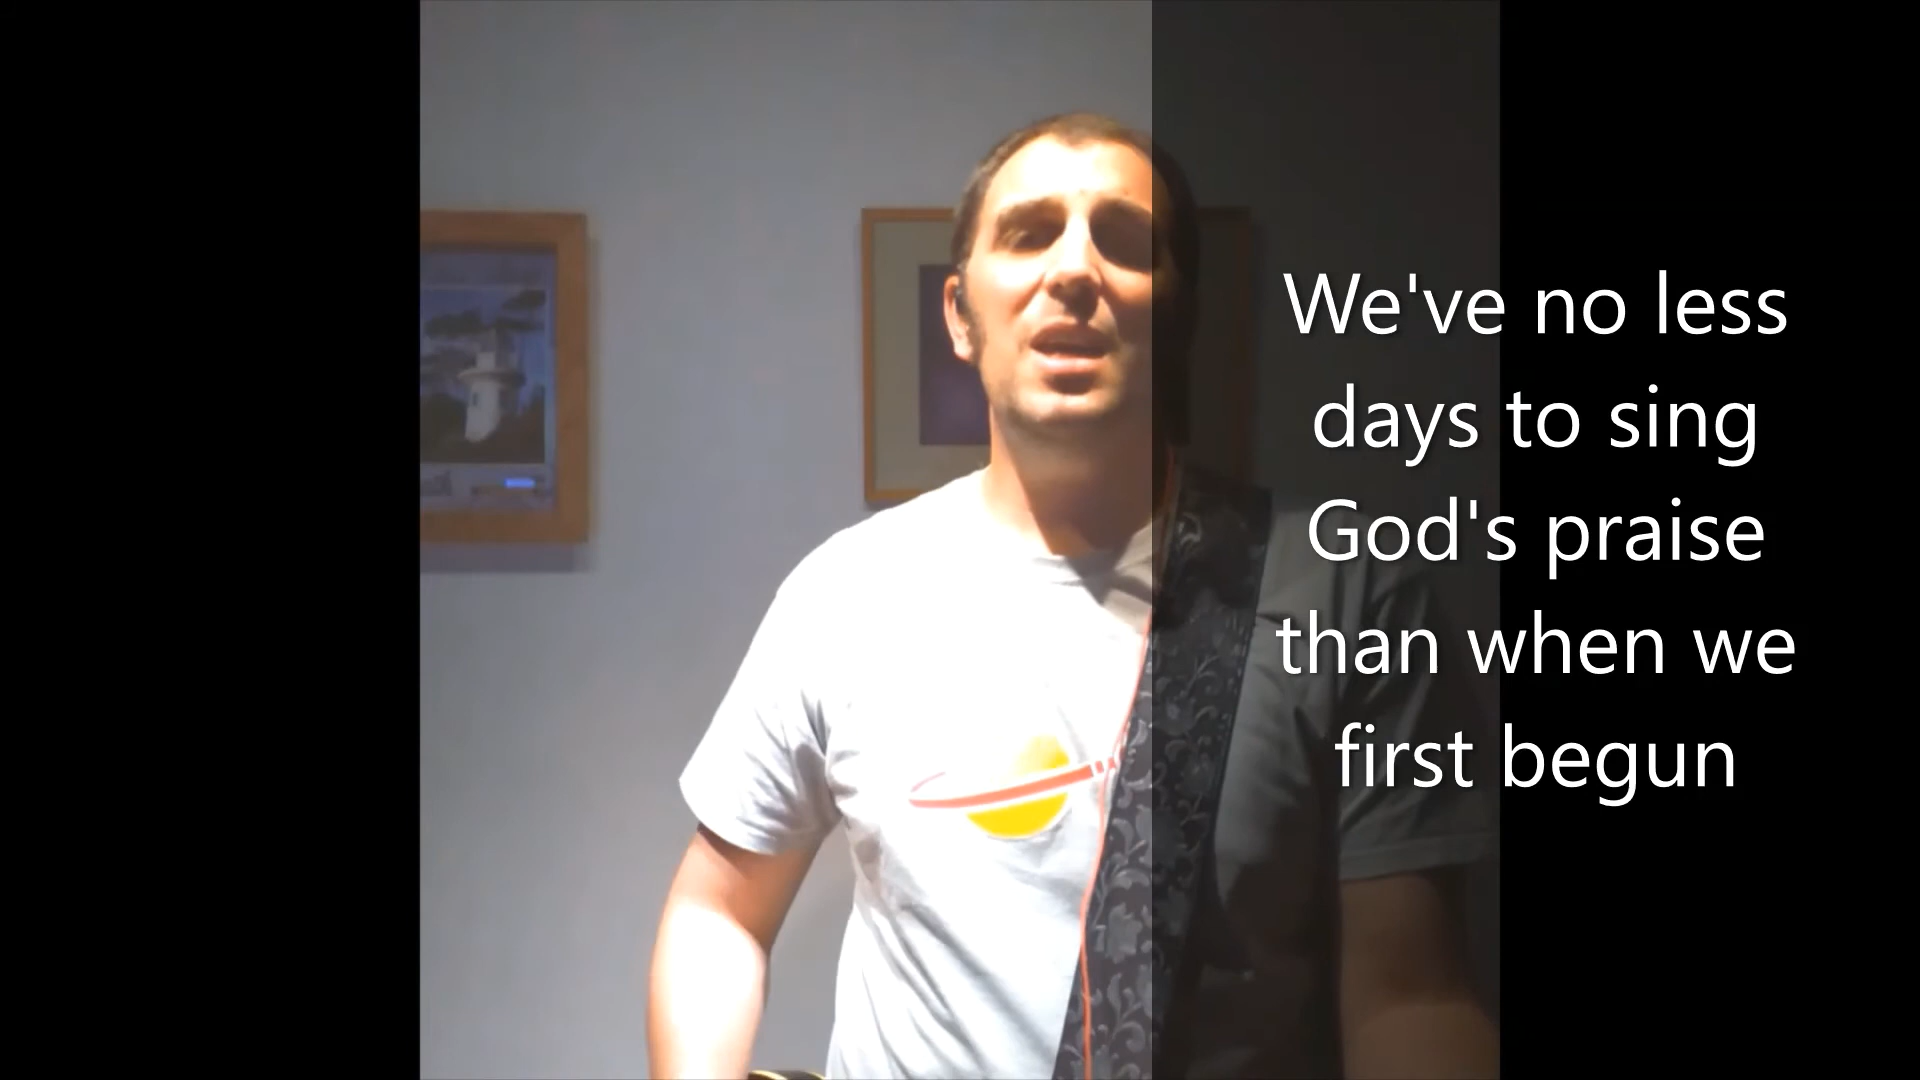 We've no less
days to sing
God's praise
than when we
first begun